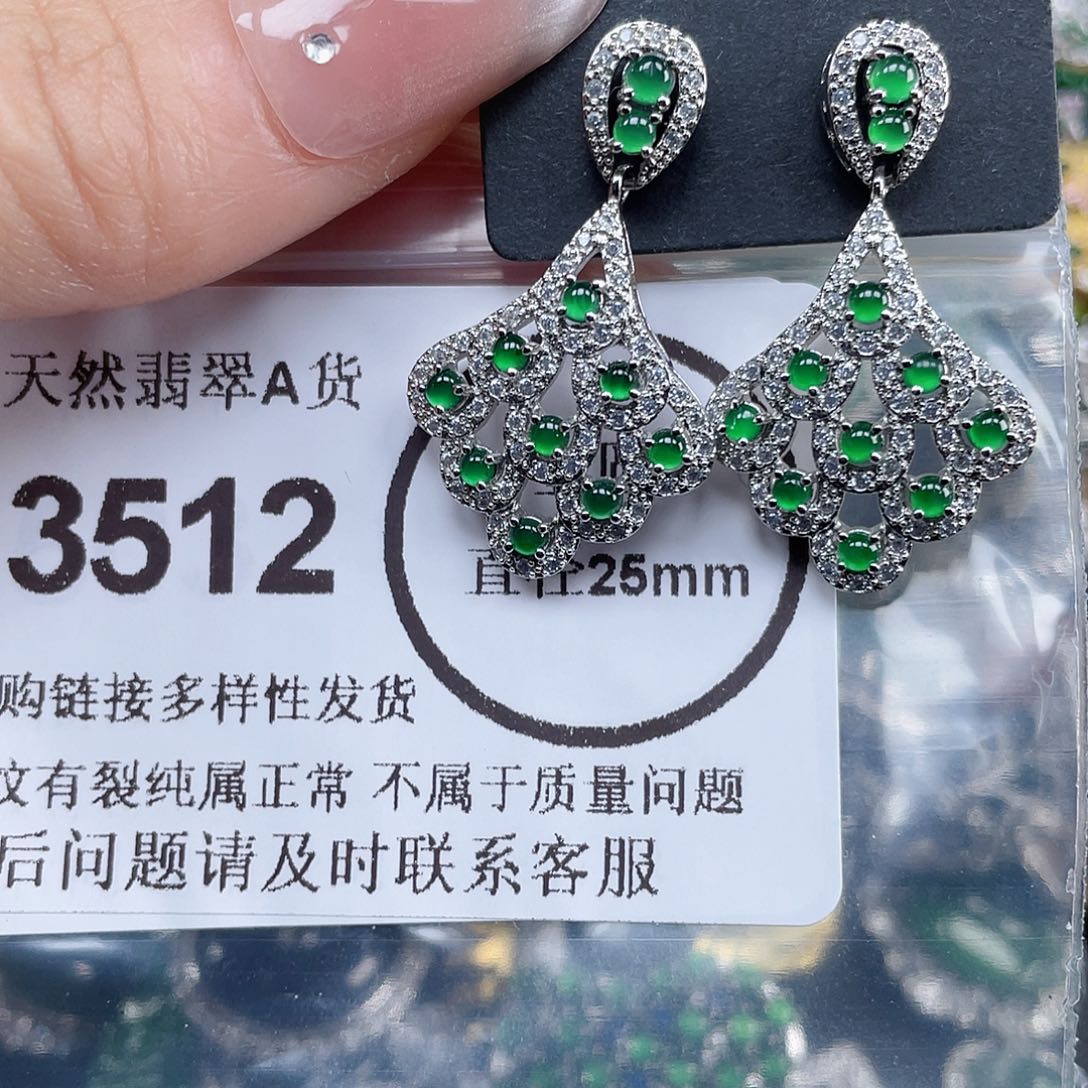 天然翡翠A货
3512
直径25mm
购链接多样性发货
纹有裂纯属正常 不属于质量问题
后问题请及时联系客服